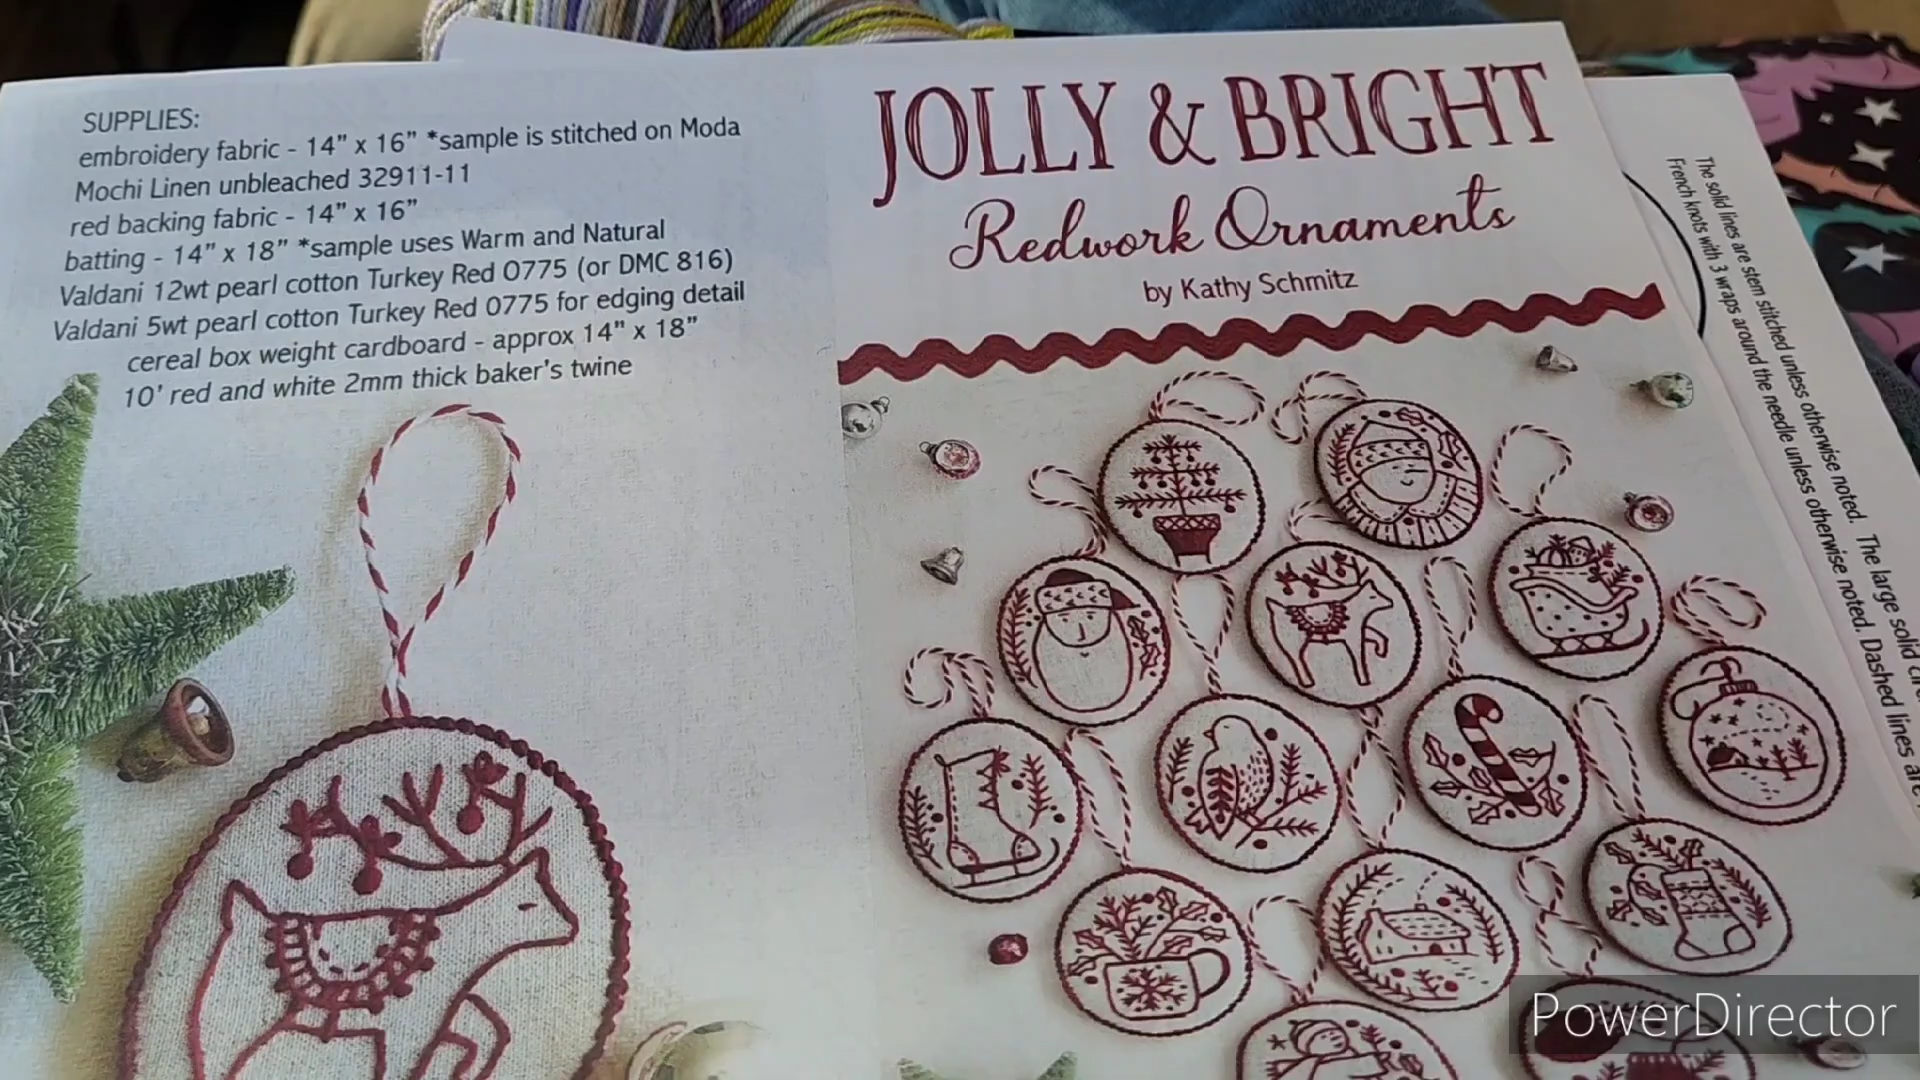 SUPPLIES:
embroidery fabric - 14" x 16" *sample is stitched on Moda
Mochi Linen unbleached 32911-11
red backing fabric - 14" x 16"
batting - 14" x 18" *sample uses Warm and Natural
Valdani 12wt pearl cotton Turkey Red O775 (or DMC 816)
Valdani 5wt pearl cotton Turkey Red O775 for edging detail
cereal box weight cardboard - approx 14" x 18"
10' red and white 2mm thick baker's twine
JOLLY & BRIGHT
Redwork Ornaments
by Kathy Schmitz
The solid lines are stem stitched unless otherwise noted. The large solid
French knots with 3 wraps around the needle unless otherwise noted. Dashed lines are
PowerDirector